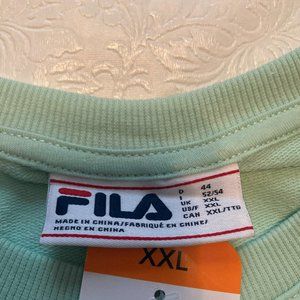 FILA
D 44
I 52/54
UK XXL
US/F XXL
CAN XXL/TTG
MADE IN CHINA/FABRIQUÉ EN CHINE/
HECHO EN CHINA
XXL